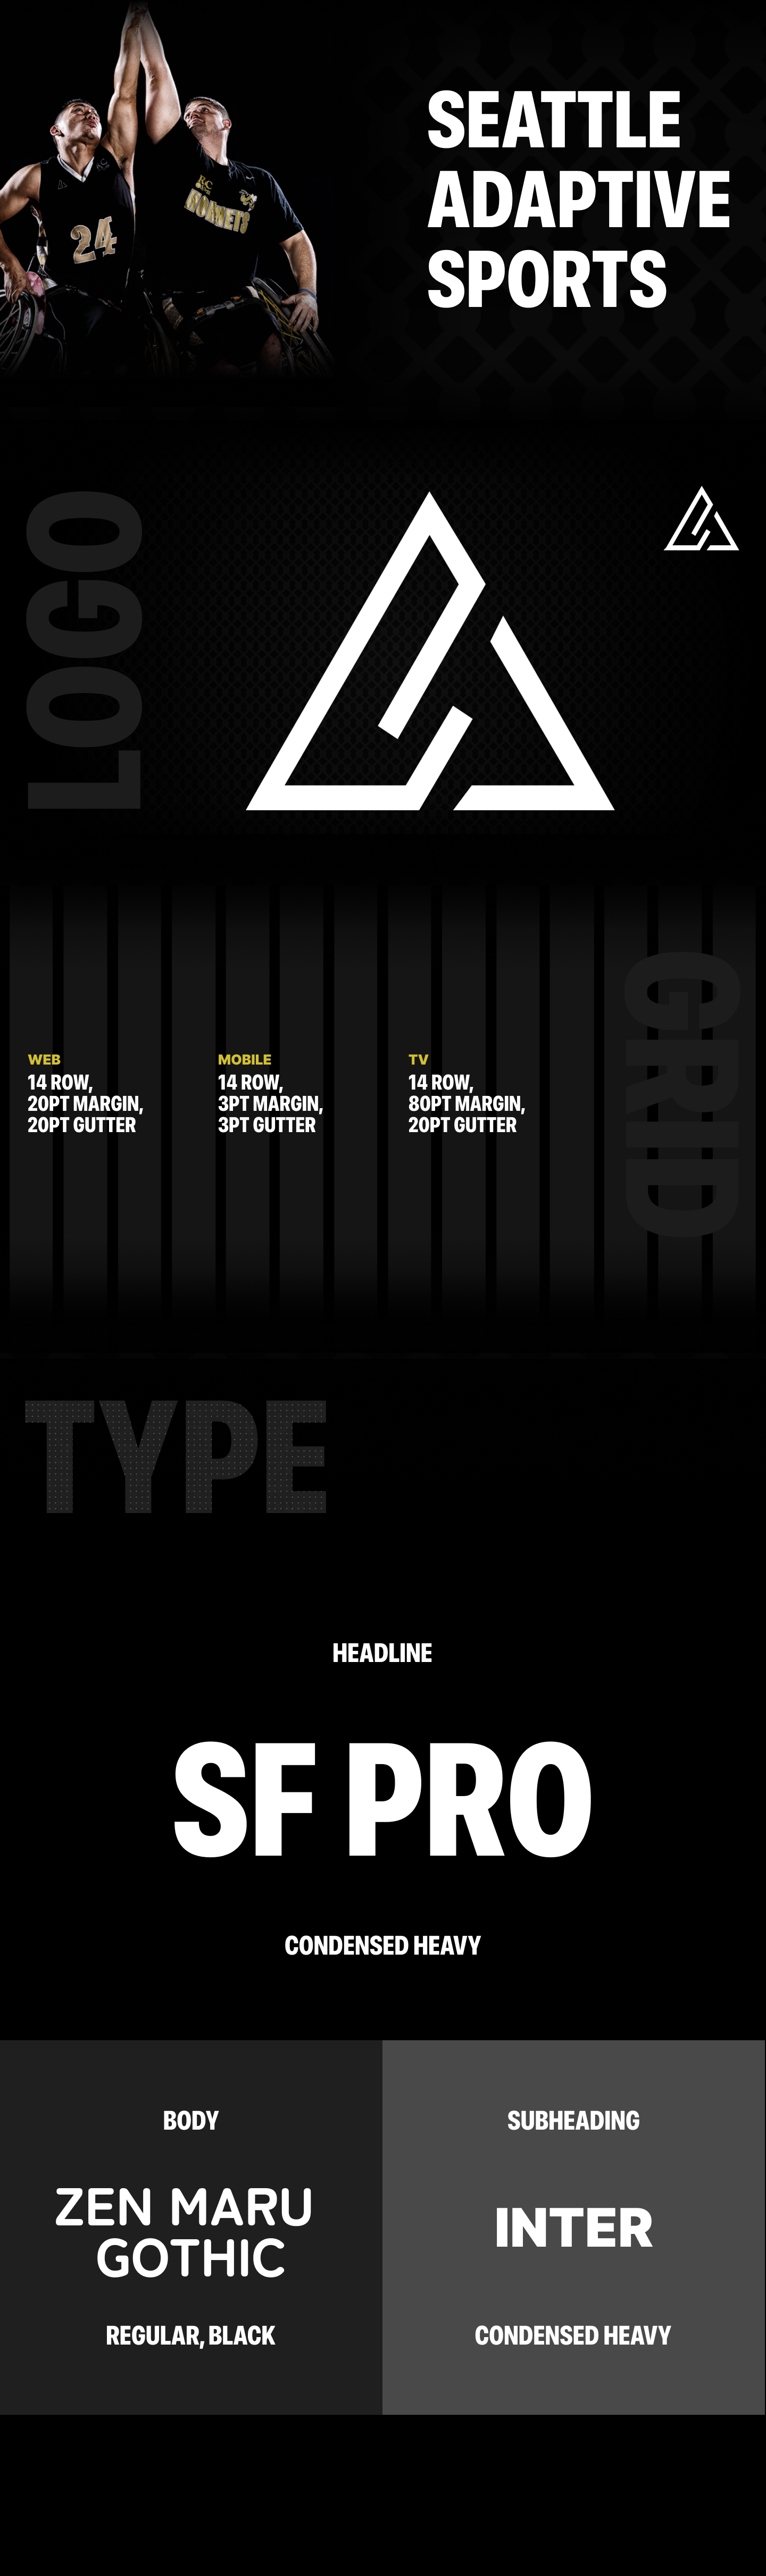 SEATTLE
ADAPTIVE
SPORTS
24
RC
HORNETS
LOGO
GRID
WEB
14 ROW,
20PT MARGIN,
20PT GUTTER
MOBILE
14 ROW,
3PT MARGIN,
3PT GUTTER
TV
14 ROW,
80PT MARGIN,
20PT GUTTER
TYPE
HEADLINE
SF PRO
CONDENSED HEAVY
BODY
ZEN MARU
GOTHIC
REGULAR, BLACK
SUBHEADING
INTER
CONDENSED HEAVY